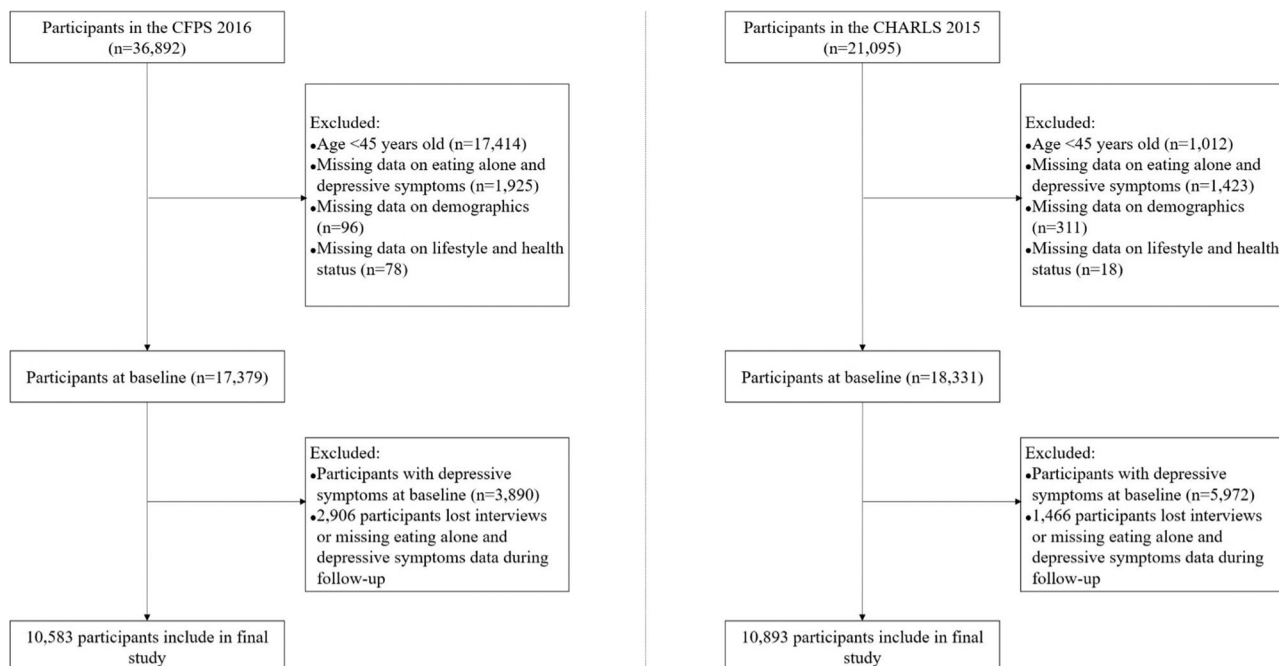 Participants in the CFPS 2016
(n=36,892)
Excluded:
•Age <45 years old (n=17,414)
•Missing data on eating alone and
depressive symptoms (n=1,925)
•Missing data on demographics
(n=96)
•Missing data on lifestyle and health
status (n=78)
Participants at baseline (n=17,379)
Excluded:
•Participants with depressive
symptoms at baseline (n=3,890)
•2,906 participants lost interviews
or missing eating alone and
depressive symptoms data during
follow-up
10,583 participants include in final
study
Participants in the CHARLS 2015
(n=21,095)
Excluded:
•Age <45 years old (n=1,012)
•Missing data on eating alone and
depressive symptoms (n=1,423)
•Missing data on demographics
(n=311)
•Missing data on lifestyle and health
status (n=18)
Participants at baseline (n=18,331)
Excluded:
•Participants with depressive
symptoms at baseline (n=5,972)
•1,466 participants lost interviews
or missing eating alone and
depressive symptoms data during
follow-up
10,893 participants include in final
study